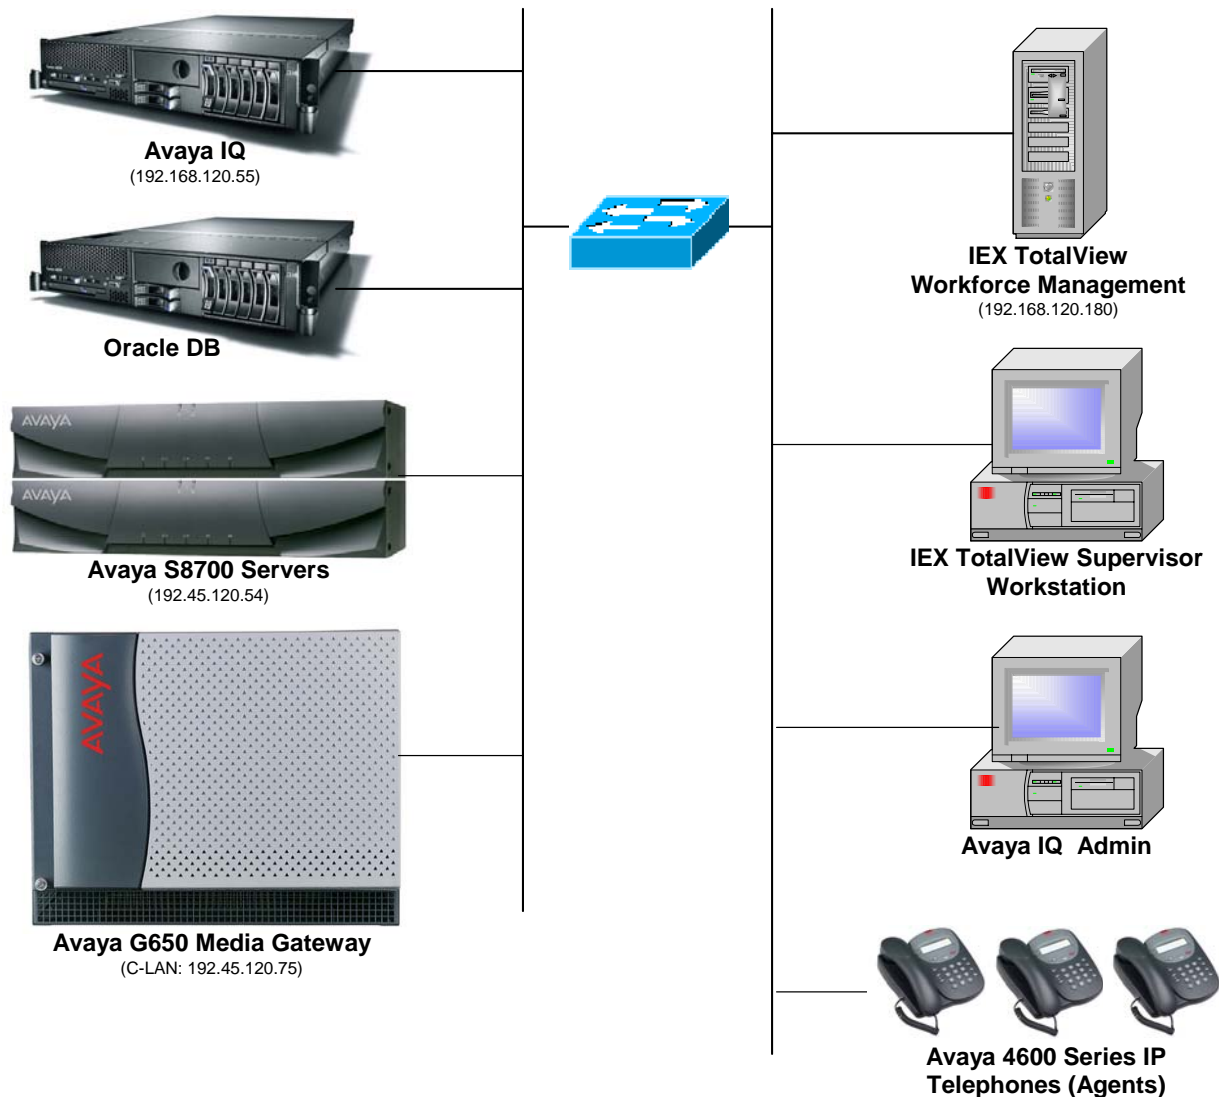 Avaya IQ
(192.168.120.55)
Oracle DB
AVAYA
AVAYA
Avaya S8700 Servers
(192.45.120.54)
AVAYA
Avaya G650 Media Gateway
(C-LAN: 192.45.120.75)
IEX TotalView
Workforce Management
(192.168.120.180)
IEX TotalView Supervisor
Workstation
Avaya IQ Admin
Avaya 4600 Series IP
Telephones (Agents)